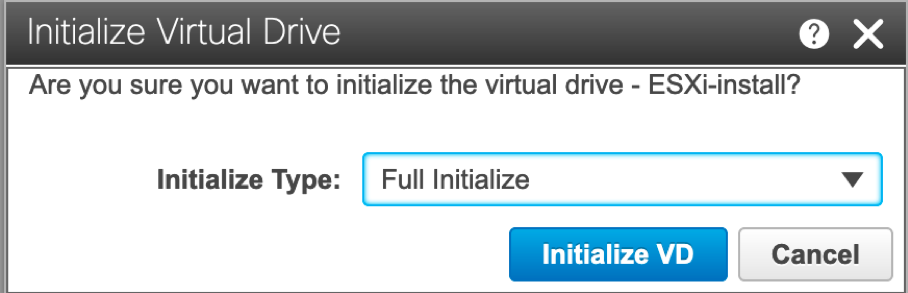 Initialize Virtual Drive
Are you sure you want to initialize the virtual drive - ESXi-install?
Initialize Type: Full Initialize
Initialize VD Cancel